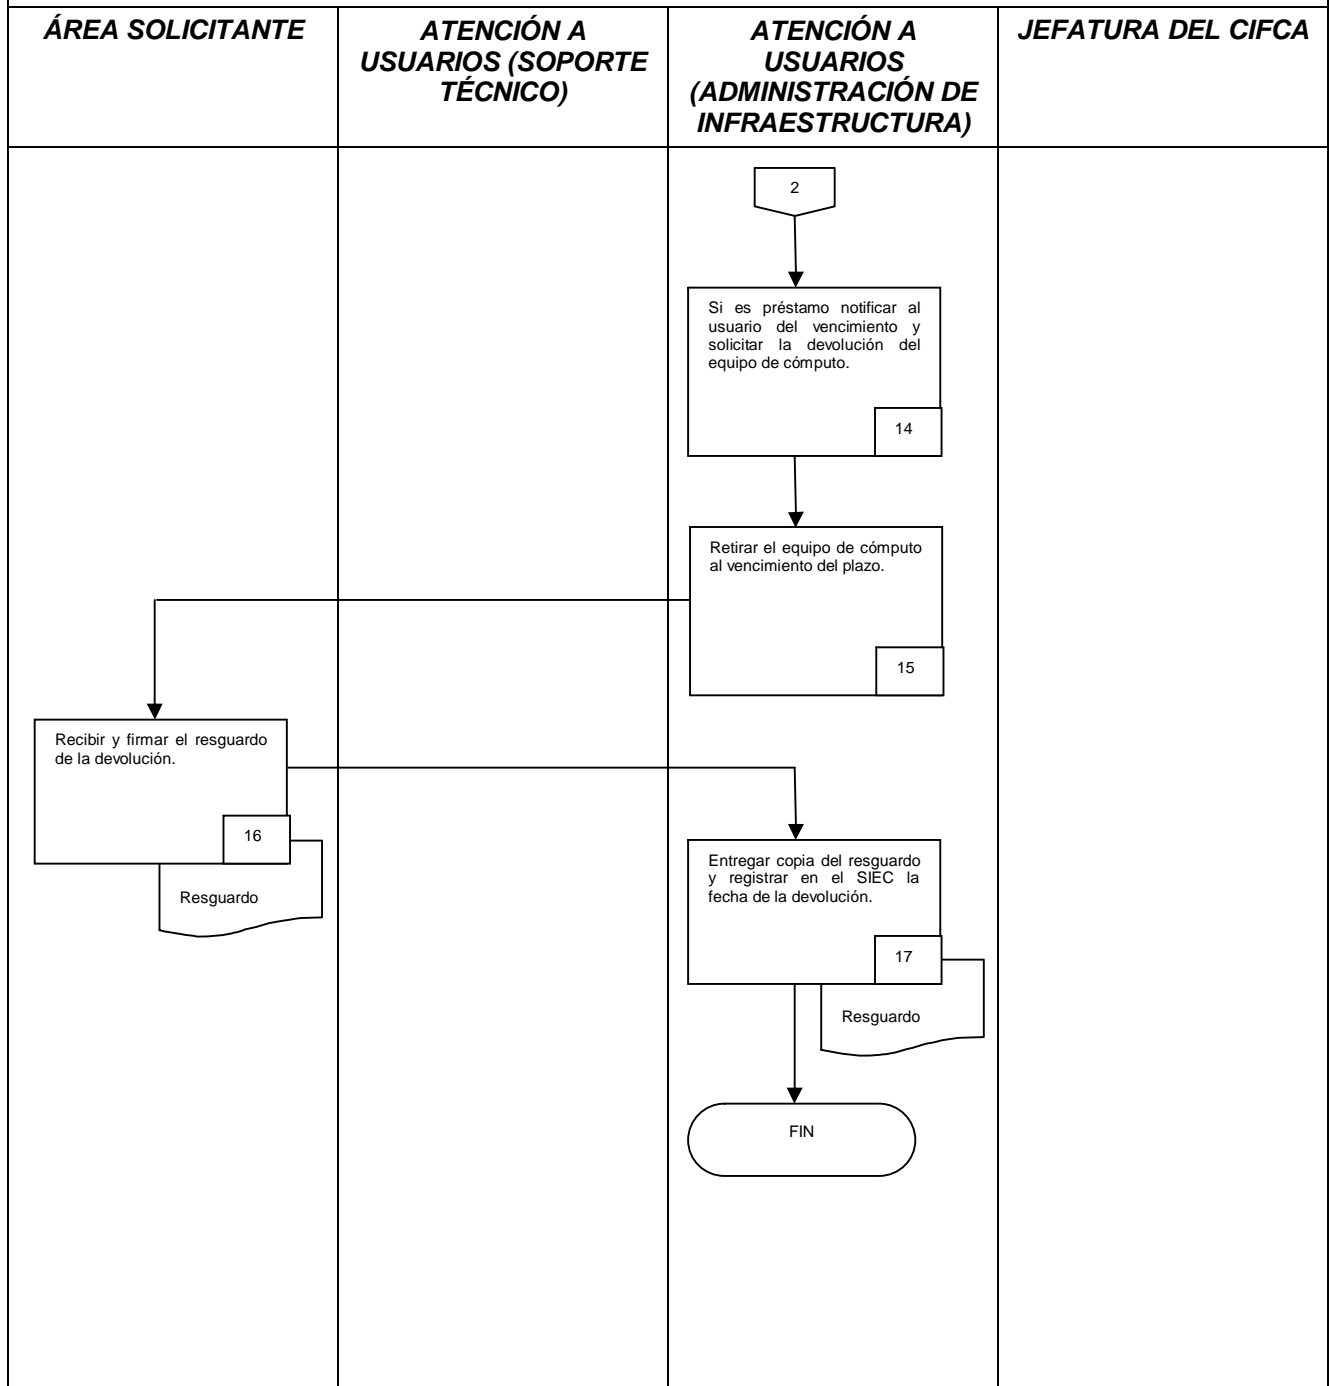 ÁREA SOLICITANTE
ATENCIÓN A
USUARIOS (SOPORTE
TÉCNICO)
ATENCIÓN A
USUARIOS
(ADMINISTRACIÓN DE
INFRAESTRUCTURA)
JEFATURA DEL CIFCA
2
Si es préstamo notificar al
usuario del vencimiento y
solicitar la devolución del
equipo de cómputo.
14
Retirar el equipo de cómputo
al vencimiento del plazo.
15
Recibir y firmar el resguardo
de la devolución.
16
Resguardo
Entregar copia del resguardo
y registrar en el SIEC la
fecha de la devolución.
17
Resguardo
FIN